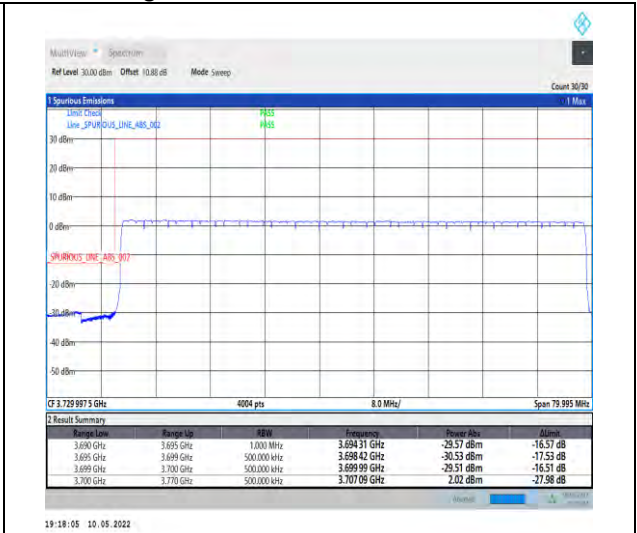 MultiView Spectrum
Ref Level 30.00 dBm Offset 10.88 dB Mode Sweep
Count 30/30
1 Spurious Emissions 1 Max
Limit Check PASS
Line _SPURIOUS_LINE_ABS_002 PASS
30 dBm
20 dBm
10 dBm
0 dBm
SPURIOUS_LINE_ABS_002
-20 dBm
-30 dBm
-40 dBm
-50 dBm
CF 3.729 997 5 GHz 4004 pts 8.0 MHz/ Span 79.995 MHz
2 Result Summary
Range Low Range Up RBW Frequency Power Abs ΔLimit
3.690 GHz 3.695 GHz 1.000 MHz 3.694 31 GHz -29.57 dBm -16.57 dB
3.695 GHz 3.699 GHz 500.000 kHz 3.698 42 GHz -30.53 dBm -17.53 dB
3.699 GHz 3.700 GHz 500.000 kHz 3.699 99 GHz -29.51 dBm -16.51 dB
3.700 GHz 3.770 GHz 500.000 kHz 3.707 09 GHz 2.02 dBm -27.98 dB
19:18:05 10.05.2022